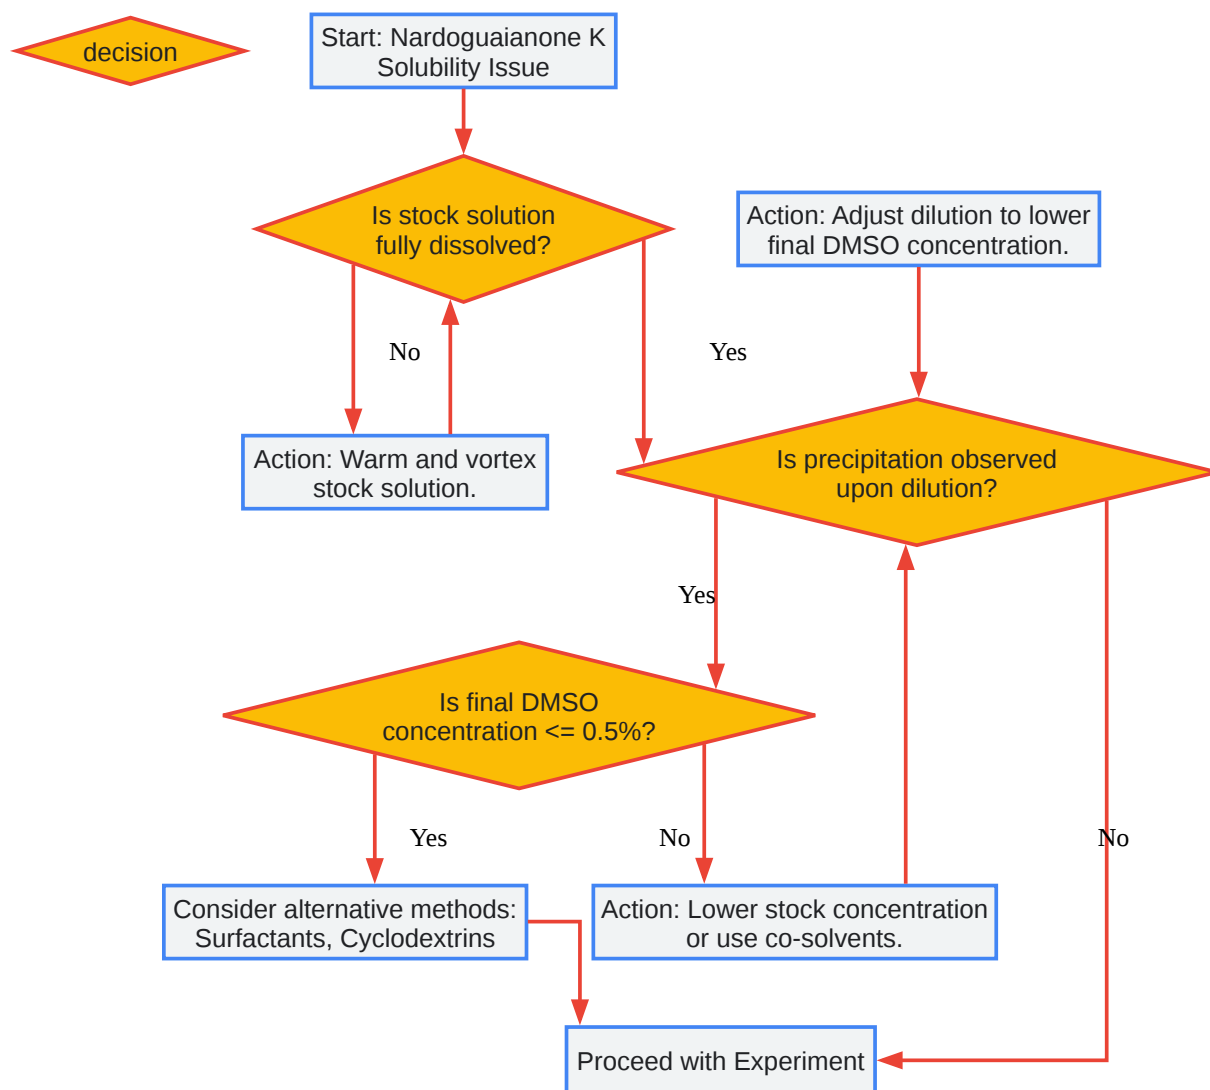 decision
Start: Nardoguaianone K
Solubility Issue
Is stock solution
fully dissolved?
Action: Adjust dilution to lower
final DMSO concentration.
No
Yes
Action: Warm and vortex
stock solution.
Is precipitation observed
upon dilution?
Yes
Is final DMSO
concentration <= 0.5%?
Yes
No
No
Consider alternative methods:
Surfactants, Cyclodextrins
Action: Lower stock concentration
or use co-solvents.
Proceed with Experiment